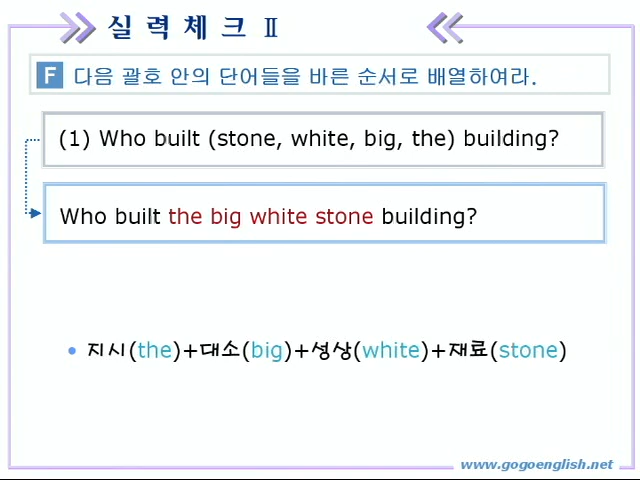 실 력 체 크 Ⅱ
F 다음 괄호 안의 단어들을 바른 순서로 배열하여라.
(1) Who built (stone, white, big, the) building?
Who built the big white stone building?
• 지시(the)+대소(big)+성상(white)+재료(stone)
www.gogoenglish.net